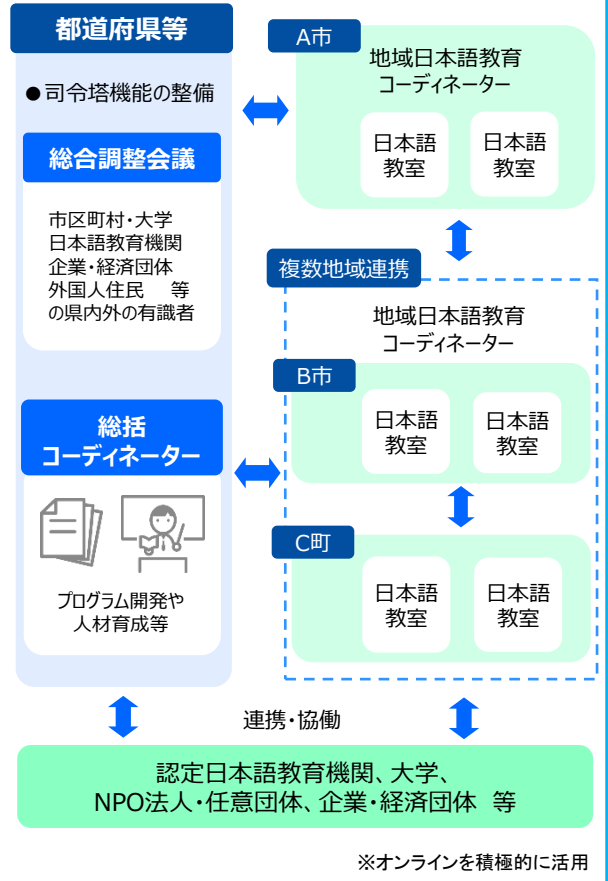 都道府県等
●司令塔機能の整備
総合調整会議
市区町村・大学
日本語教育機関
企業・経済団体
外国人住民　等
の県内外の有識者
総括
コーディネーター
プログラム開発や
人材育成等
A市
地域日本語教育
コーディネーター
日本語
教室
日本語
教室
複数地域連携
地域日本語教育
コーディネーター
B市
日本語
教室
日本語
教室
C町
日本語
教室
日本語
教室
連携・協働
認定日本語教育機関、大学、
NPO法人・任意団体、企業・経済団体　等
※オンラインを積極的に活用